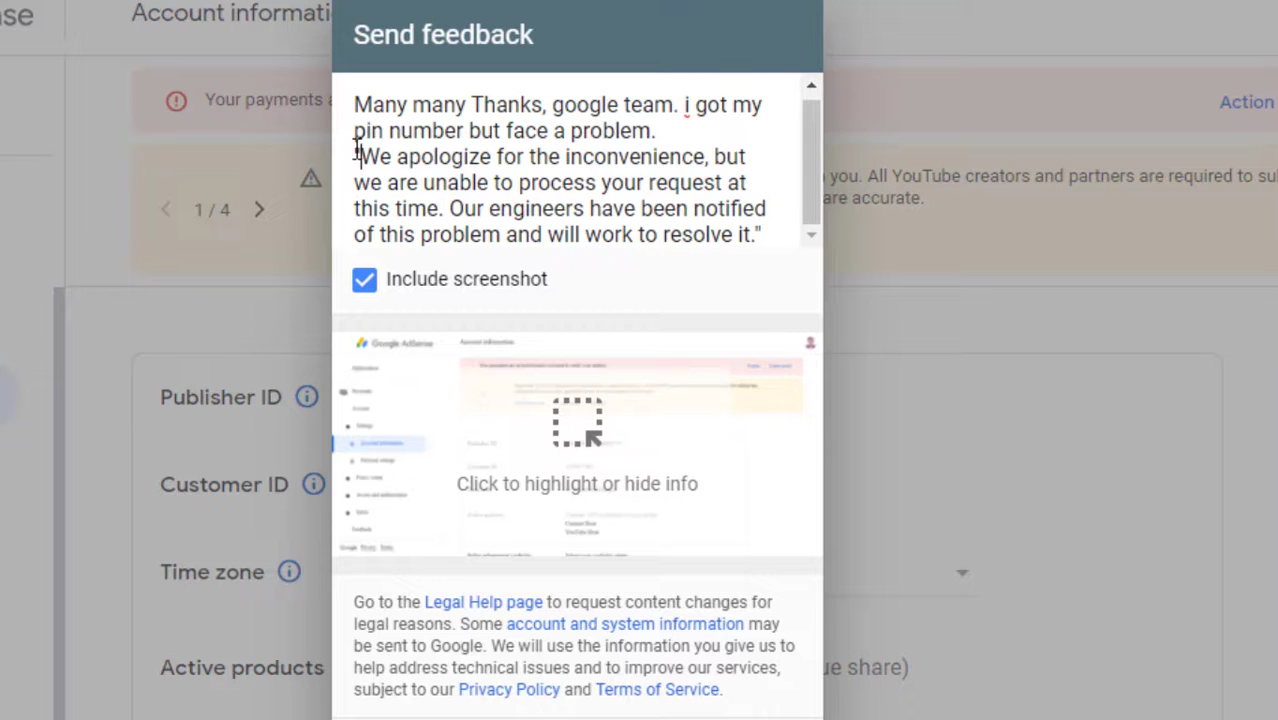 Account informati
Send feedback
Your payments a
Action
Many many Thanks, google team. i got my
pin number but face a problem.
"We apologize for the inconvenience, but
we are unable to process your request at
this time. Our engineers have been notified
of this problem and will work to resolve it."
1 / 4
you. All YouTube creators and partners are required to su
are accurate.
Include screenshot
Google AdSense
Account information
Click to highlight or hide info
Publisher ID
Customer ID
Time zone
Active products
ue share)
Go to the Legal Help page to request content changes for
legal reasons. Some account and system information may
be sent to Google. We will use the information you give us to
help address technical issues and to improve our services,
subject to our Privacy Policy and Terms of Service.